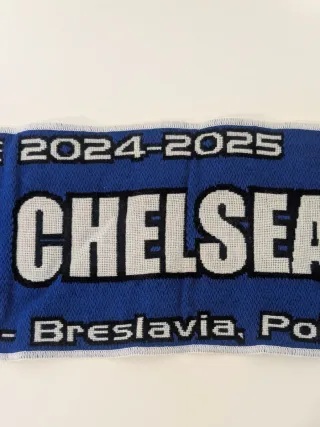 2024-2025
CHELSEA
- Breslavia, Po